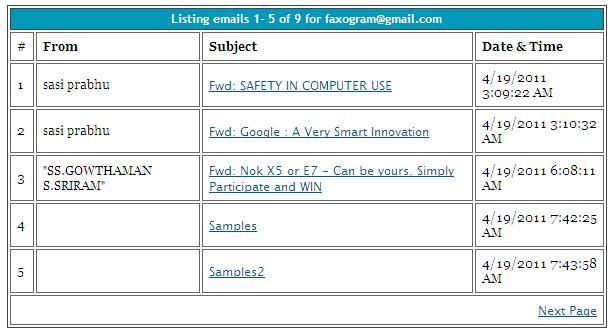 Listing emails 1- 5 of 9 for faxogram@gmail.com
# From Subject Date & Time
1 sasi prabhu Fwd: SAFETY IN COMPUTER USE 4/19/2011
3:09:22 AM
2 sasi prabhu Fwd: Google : A Very Smart Innovation 4/19/2011 3:10:32
AM
3 "SS.GOWTHAMAN Fwd: Nok X5 or E7 - Can be yours. Simply 4/19/2011 6:08:11
S.SRIRAM" Participate and WIN AM
4 Samples 4/19/2011 7:42:25
AM
5 Samples2 4/19/2011 7:43:58
AM
Next Page